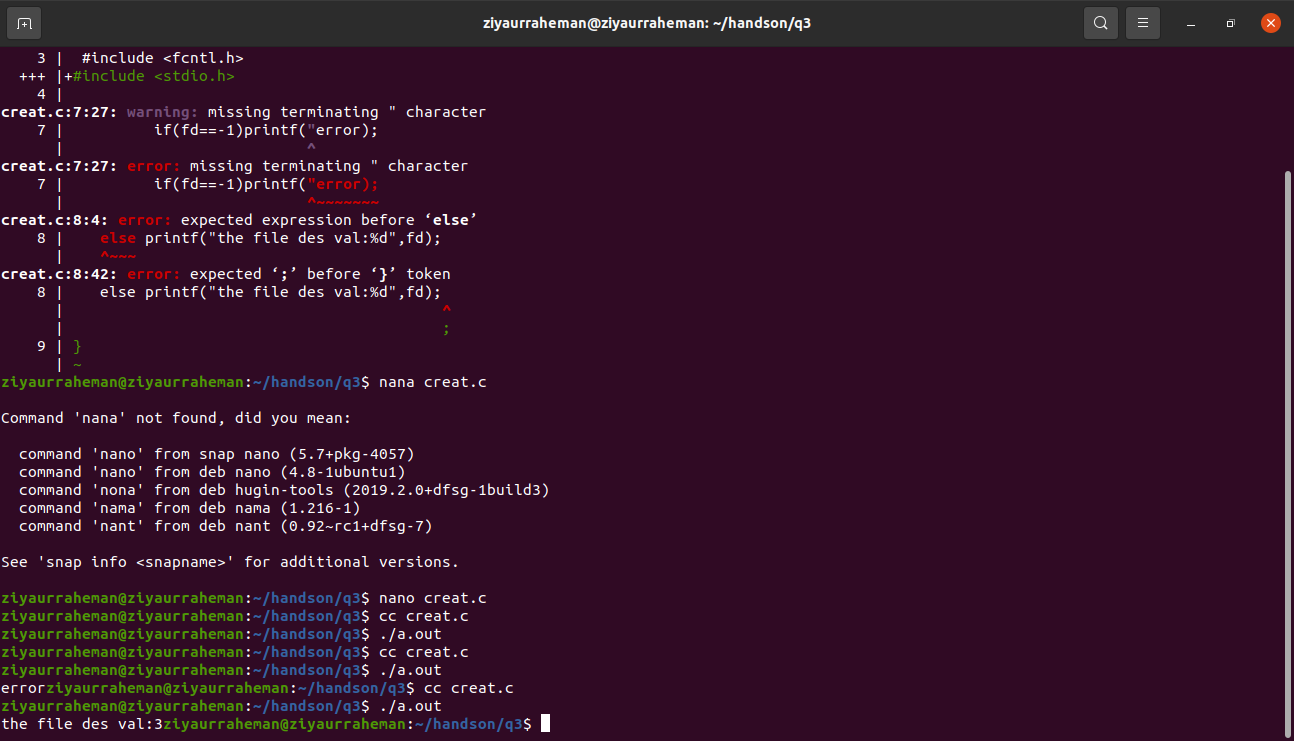 ziyaurraheman@ziyaurraheman: ~/handson/q3
    3 |  #include <fcntl.h>
  +++ |+#include <stdio.h>
    4 |
creat.c:7:27: warning: missing terminating " character
    7 |          if(fd==-1)printf("error);
      |                           ^
creat.c:7:27: error: missing terminating " character
    7 |          if(fd==-1)printf("error);
      |                           ^~~~~~~~
creat.c:8:4: error: expected expression before ‘else’
    8 |    else printf("the file des val:%d",fd);
      |    ^~~~
creat.c:8:42: error: expected ‘;’ before ‘}’ token
    8 |    else printf("the file des val:%d",fd);
      |                                          ^
      |                                          ;
    9 | }
      | ~
ziyaurraheman@ziyaurraheman:~/handson/q3$ nana creat.c

Command 'nana' not found, did you mean:

  command 'nano' from snap nano (5.7+pkg-4057)
  command 'nano' from deb nano (4.8-1ubuntu1)
  command 'nona' from deb hugin-tools (2019.2.0+dfsg-1build3)
  command 'nama' from deb nama (1.216-1)
  command 'nant' from deb nant (0.92~rc1+dfsg-7)

See 'snap info <snapname>' for additional versions.

ziyaurraheman@ziyaurraheman:~/handson/q3$ nano creat.c
ziyaurraheman@ziyaurraheman:~/handson/q3$ cc creat.c
ziyaurraheman@ziyaurraheman:~/handson/q3$ ./a.out
ziyaurraheman@ziyaurraheman:~/handson/q3$ cc creat.c
ziyaurraheman@ziyaurraheman:~/handson/q3$ ./a.out
errorziyaurraheman@ziyaurraheman:~/handson/q3$ cc creat.c
ziyaurraheman@ziyaurraheman:~/handson/q3$ ./a.out
the file des val:3ziyaurraheman@ziyaurraheman:~/handson/q3$